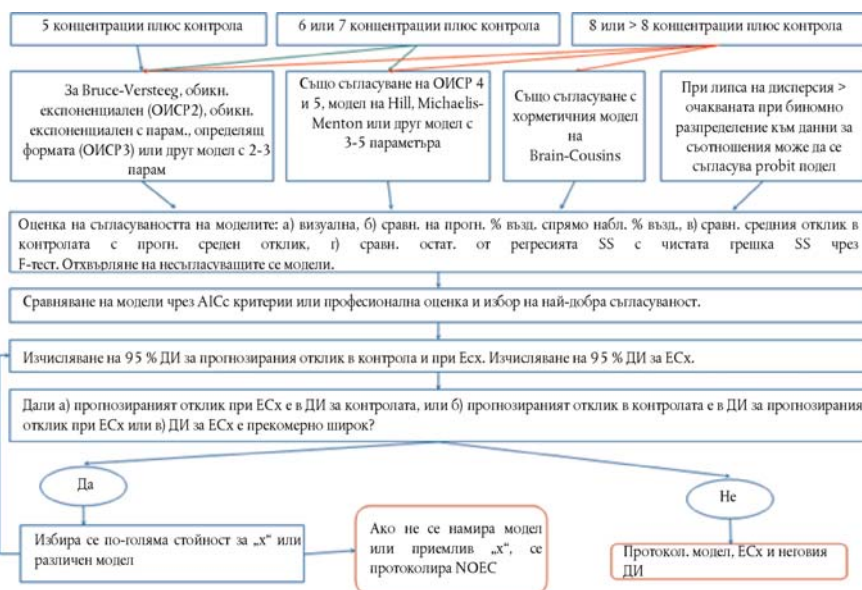 5 концентрации плюс контрола
6 или 7 концентрации плюс контрола
8 или > 8 концентрации плюс контрола
За Bruce-Versteeg, обикн.
експоненциален (ОИСР2), обикн.
експоненциален с парам., определящ
формата (ОИСР3) или друг модел с 2-3
парам
Също съгласуване на ОИСР 4
и 5, модел на Hill, Michaelis-
Menton или друг модел с
3-5 параметъра
Също съгласуване с
хорметичния модел
на
Brain-Cousins
При липса на дисперсия >
очакваната при биномно
разпределение към данни за
съотношения може да се
съгласува probit подел
Оценка на съгласуваността на моделите: а) визуална, б) сравн. на прогн. % възд. спрямо набл. % възд., в) сравн. средния отклик в
контролата с прогн. среден отклик, г) сравн. остат. от регресията SS с чистата грешка SS чрез
F-тест. Отхвърляне на несъгласуващите се модели.
Сравняване на модели чрез AICc критерии или професионална оценка и избор на най-добра съгласуваност.
Изчисляване на 95 % ДИ за прогнозирания отклик в контрола и при Есх. Изчисляване на 95 % ДИ за ЕСх.
Дали а) прогнозираният отклик при ЕСх е в ДИ за контролата, или б) прогнозираният отклик в контролата е в ДИ за прогнозирания
отклик при ЕСх или в) ДИ за ЕСх е прекомерно широк?
Да
Не
Избира се по-голяма стойност за „х“ или
различен модел
Ако не се намира модел
или приемлив „х“, се
протоколира NOEC
Протокол. модел, ЕСх и неговия
ДИ